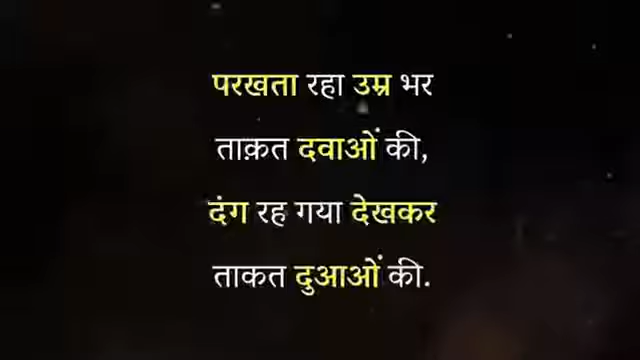 परखता रहा उम्र भर
ताक़त दवाओं की,
दंग रह गया देखकर
ताकत दुआओं की.